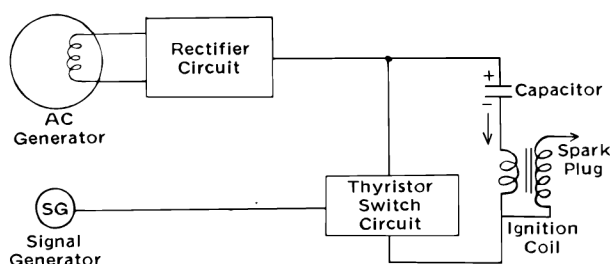 Rectifier
Circuit
AC
Generator
+
Capacitor
−
Spark
Plug
Thyristor
Switch
Circuit
SG
Signal
Generator
Ignition
Coil